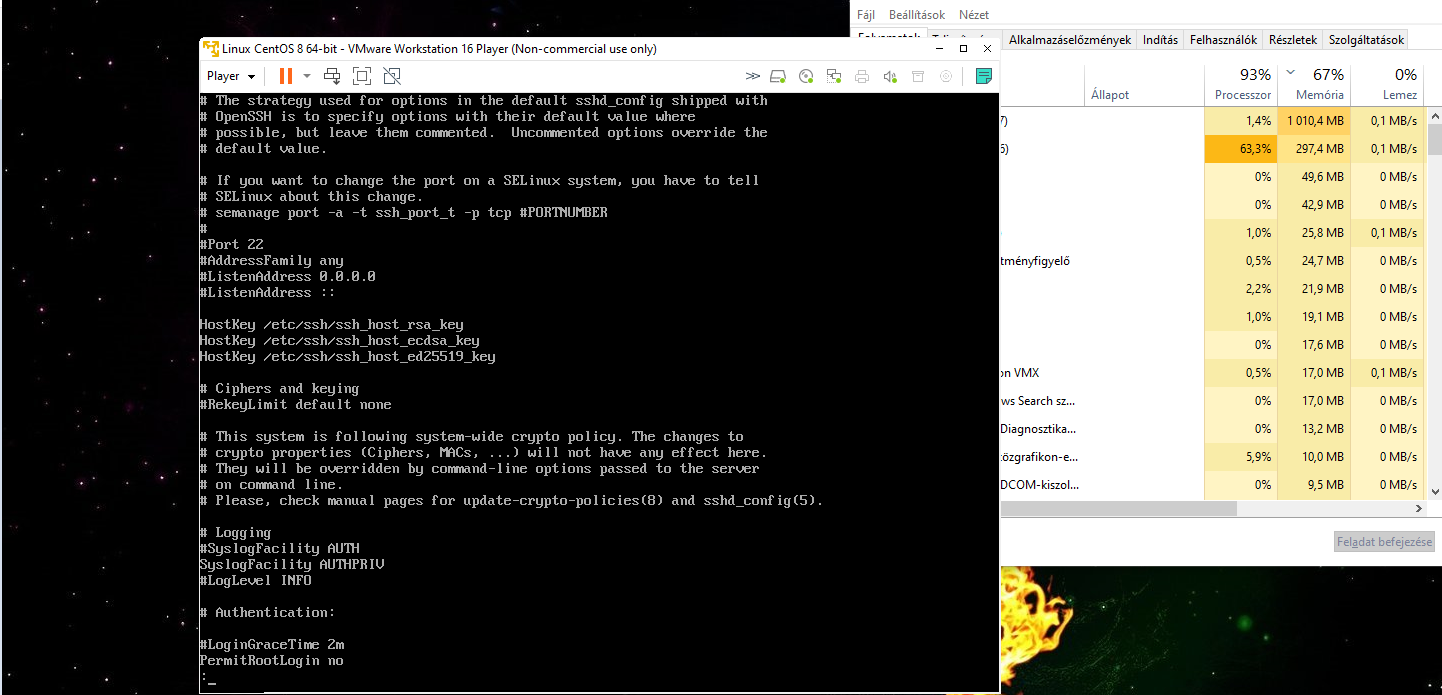 Fájl Beállítások Nézet
Alkalmazáselőzmények Indítás Felhasználók Részletek Szolgáltatások
Linux CentOS 8 64-bit - VMware Workstation 16 Player (Non-commercial use only)
Player
# The strategy used for options in the default sshd_config shipped with
# OpenSSH is to specify options with their default value where
# possible, but leave them commented.  Uncommented options override the
# default value.
# If you want to change the port on a SELinux system, you have to tell
# SELinux about this change.
# semanage port -a -t ssh_port_t -p tcp #PORTNUMBER
#
#Port 22
#AddressFamily any
#ListenAddress 0.0.0.0
#ListenAddress ::
HostKey /etc/ssh/ssh_host_rsa_key
HostKey /etc/ssh/ssh_host_ecdsa_key
HostKey /etc/ssh/ssh_host_ed25519_key
# Ciphers and keying
#RekeyLimit default none
# This system is following system-wide crypto policy. The changes to
# crypto properties (Ciphers, MACs, ...) will not have any effect here.
# They will be overridden by command-line options passed to the server
# on command line.
# Please, check manual pages for update-crypto-policies(8) and sshd_config(5).
# Logging
#SyslogFacility AUTH
SyslogFacility AUTHPRIV
#LogLevel INFO
# Authentication:
#LoginGraceTime 2m
PermitRootLogin no
:_
93% 67% 0%
Állapot Processzor Memória Lemez
7) 1,4% 1 010,4 MB 0,1 MB/s
6) 63,3% 297,4 MB 0,1 MB/s
0% 49,6 MB 0 MB/s
0% 42,9 MB 0 MB/s
1,0% 25,8 MB 0,1 MB/s
tményfigyelő 0,5% 24,7 MB 0 MB/s
2,2% 21,9 MB 0 MB/s
1,0% 19,1 MB 0 MB/s
0% 17,6 MB 0 MB/s
on VMX 0,5% 17,0 MB 0,1 MB/s
ws Search sz... 0% 17,0 MB 0 MB/s
Diagnosztika... 0% 13,2 MB 0 MB/s
özgrafikon-e... 5,9% 10,0 MB 0 MB/s
DCOM-kiszol... 0% 9,5 MB 0 MB/s
Feladat befejezése